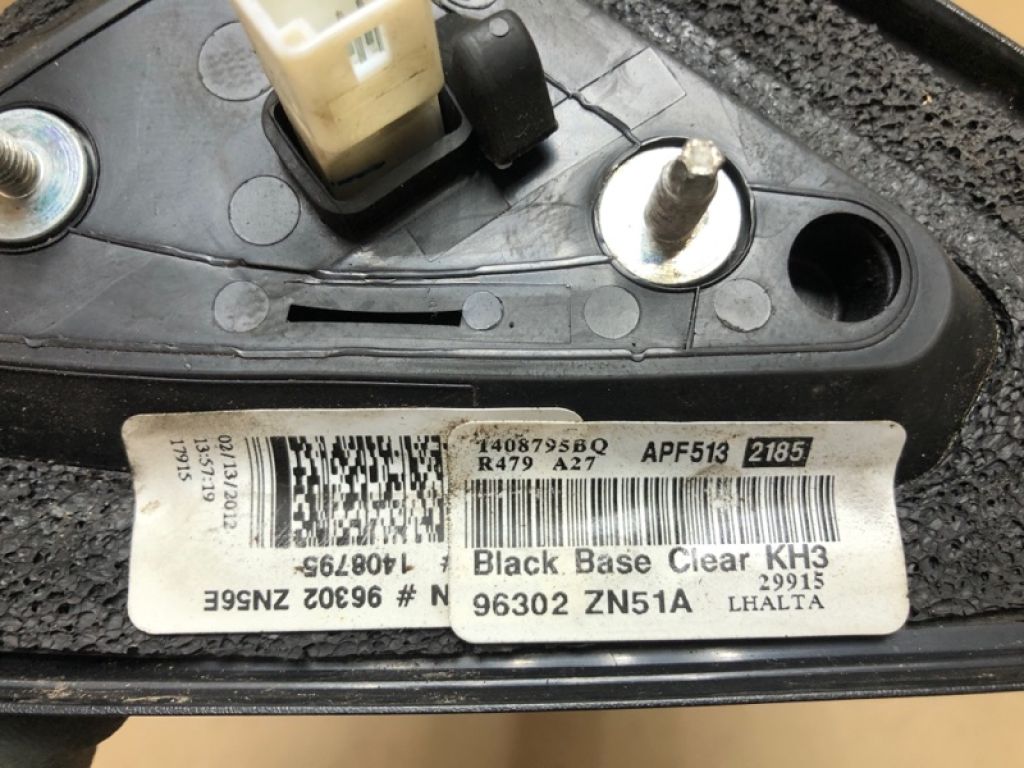 02/13/2012
13:57:19
17915
# 1408795-
N # 96302 ZN56E
1408795BQ
R479 A27
APF513 2185
Black Base Clear KH3
29915
96302 ZN51A LHALTA